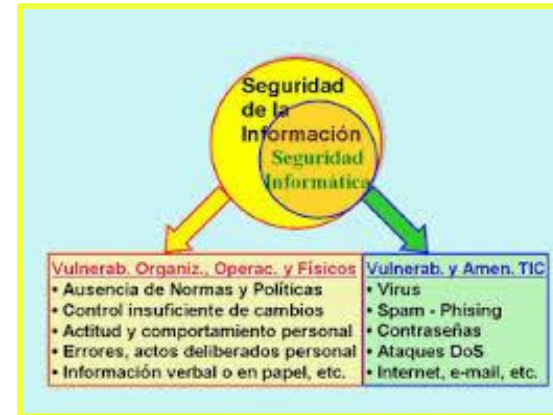 Seguridad
de la
Información
Seguridad
Informática
Vulnerab. Organiz., Operac. y Físicos
• Ausencia de Normas y Políticas
• Control insuficiente de cambios
• Actitud y comportamiento personal
• Errores, actos deliberados personal
• Información verbal o en papel, etc.
Vulnerab. y Amen. TIC
• Virus
• Spam - Phising
• Contraseñas
• Ataques DoS
• Internet, e-mail, etc.